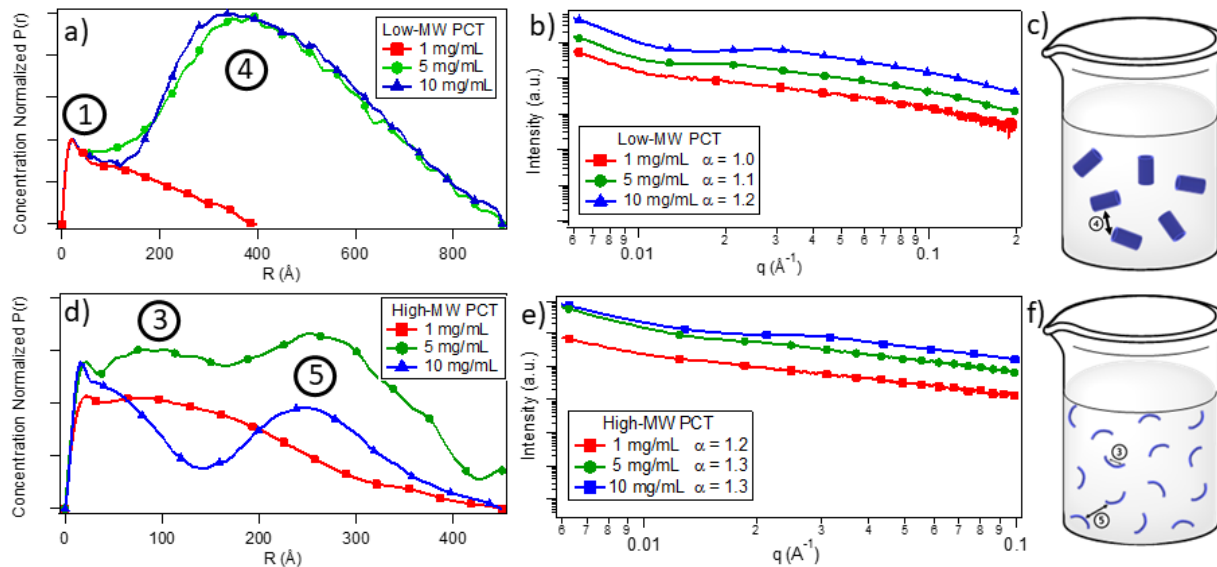 a)
Concentration Normalized P(r)
1
4
Low-MW PCT
1 mg/mL
5 mg/mL
10 mg/mL
0 200 400 600 800
R (Å)
b)
Intensity (a.u.)
Low-MW PCT
1 mg/mL α = 1.0
5 mg/mL α = 1.1
10 mg/mL α = 1.2
6 7 8 9 0.01 2 3 4 5 6 7 8 9 0.1 2
q (Å⁻¹)
c)
4
d)
Concentration Normalized P(r)
3
5
High-MW PCT
1 mg/mL
5 mg/mL
10 mg/mL
0 100 200 300 400
R (Å)
e)
Intensity (a.u.)
High-MW PCT
1 mg/mL α = 1.2
5 mg/mL α = 1.3
10 mg/mL α = 1.3
6 7 8 9 0.01 2 3 4 5 6 7 8 9 0.1
q (A⁻¹)
f)
3
5